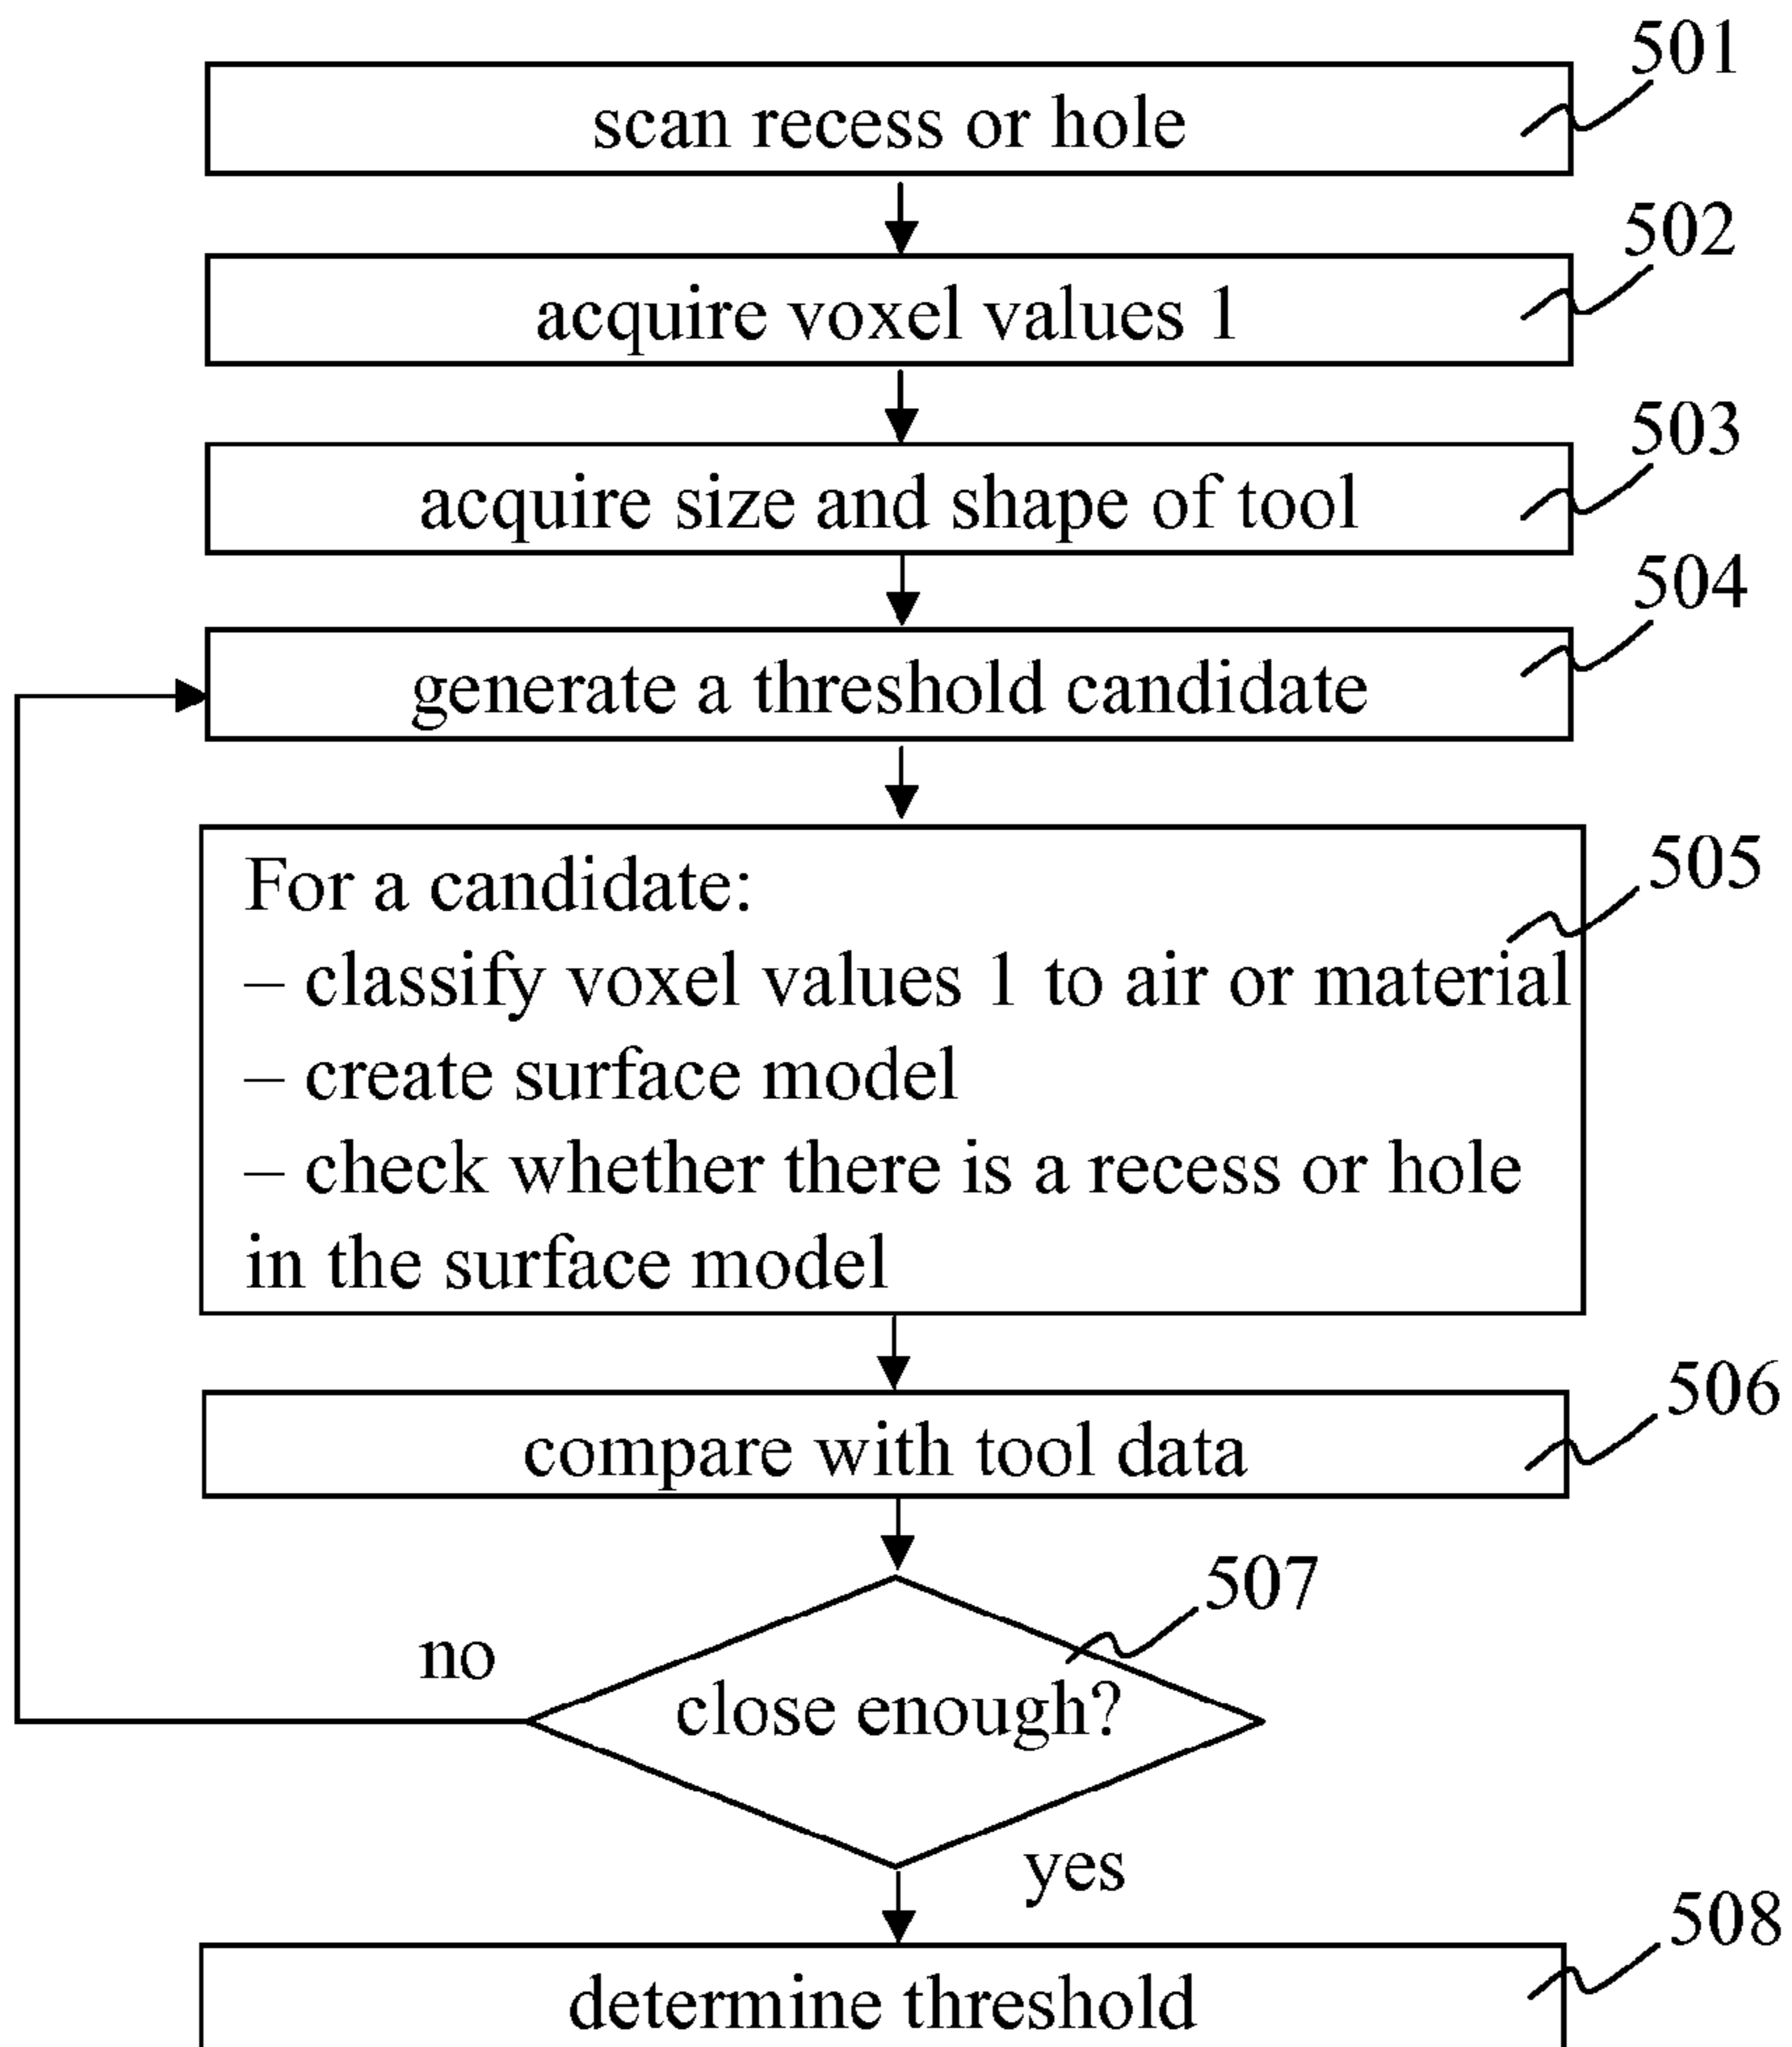 501
scan recess or hole
502
acquire voxel values 1
503
acquire size and shape of tool
504
generate a threshold candidate
505
For a candidate:
– classify voxel values 1 to air or material
– create surface model
– check whether there is a recess or hole
in the surface model
506
compare with tool data
507
no
close enough?
yes
508
determine threshold